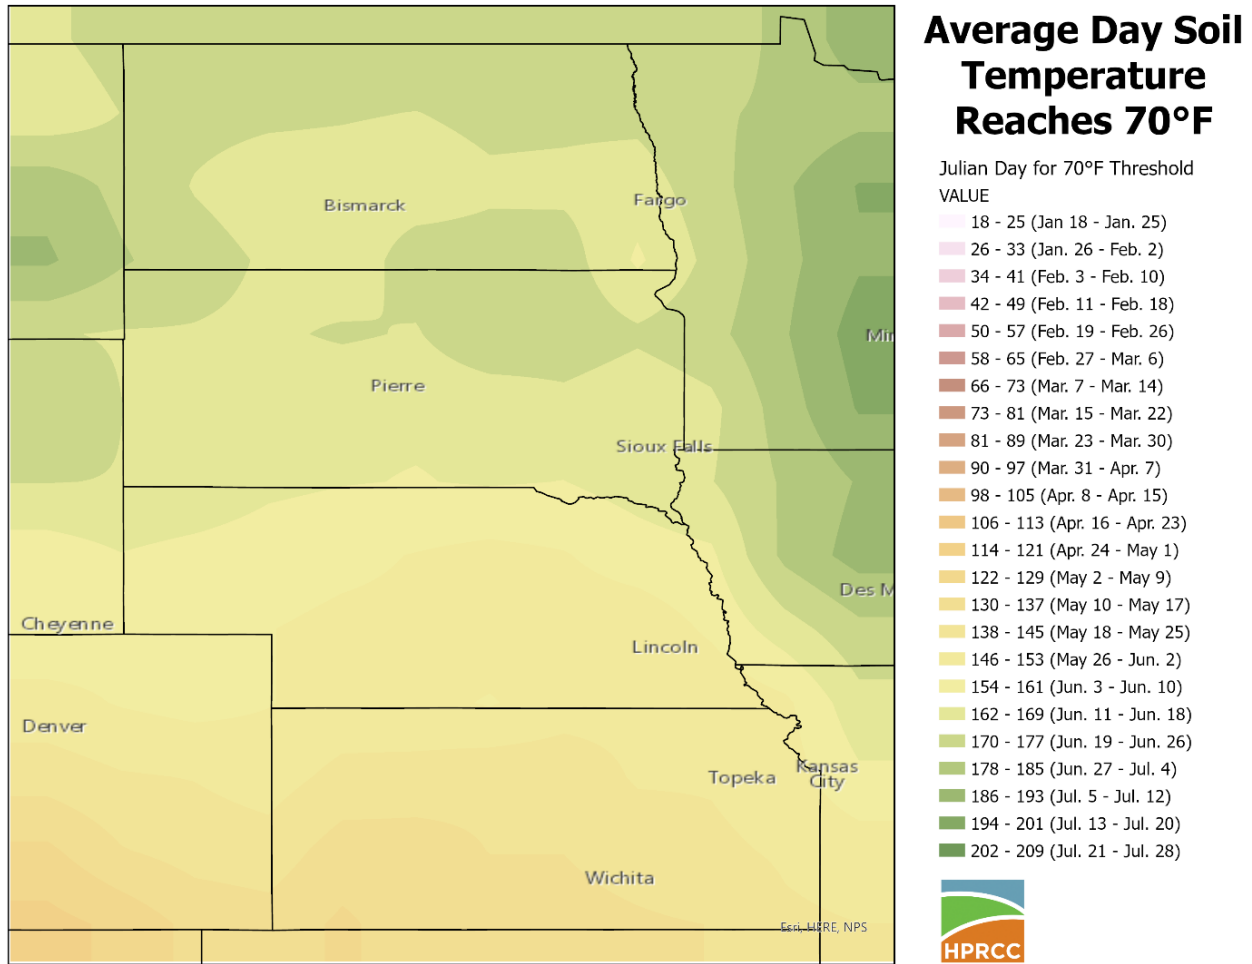 Average Day Soil
Temperature
Reaches 70°F
Julian Day for 70°F Threshold
VALUE
18 - 25 (Jan 18 - Jan. 25)
26 - 33 (Jan. 26 - Feb. 2)
34 - 41 (Feb. 3 - Feb. 10)
42 - 49 (Feb. 11 - Feb. 18)
50 - 57 (Feb. 19 - Feb. 26)
58 - 65 (Feb. 27 - Mar. 6)
66 - 73 (Mar. 7 - Mar. 14)
73 - 81 (Mar. 15 - Mar. 22)
81 - 89 (Mar. 23 - Mar. 30)
90 - 97 (Mar. 31 - Apr. 7)
98 - 105 (Apr. 8 - Apr. 15)
106 - 113 (Apr. 16 - Apr. 23)
114 - 121 (Apr. 24 - May 1)
122 - 129 (May 2 - May 9)
130 - 137 (May 10 - May 17)
138 - 145 (May 18 - May 25)
146 - 153 (May 26 - Jun. 2)
154 - 161 (Jun. 3 - Jun. 10)
162 - 169 (Jun. 11 - Jun. 18)
170 - 177 (Jun. 19 - Jun. 26)
178 - 185 (Jun. 27 - Jul. 4)
186 - 193 (Jul. 5 - Jul. 12)
194 - 201 (Jul. 13 - Jul. 20)
202 - 209 (Jul. 21 - Jul. 28)
HPRCC
Bismarck
Fargo
Min
Pierre
Sioux Falls
Des M
Cheyenne
Lincoln
Denver
Topeka
Kansas
City
Wichita
Esri, HERE, NPS